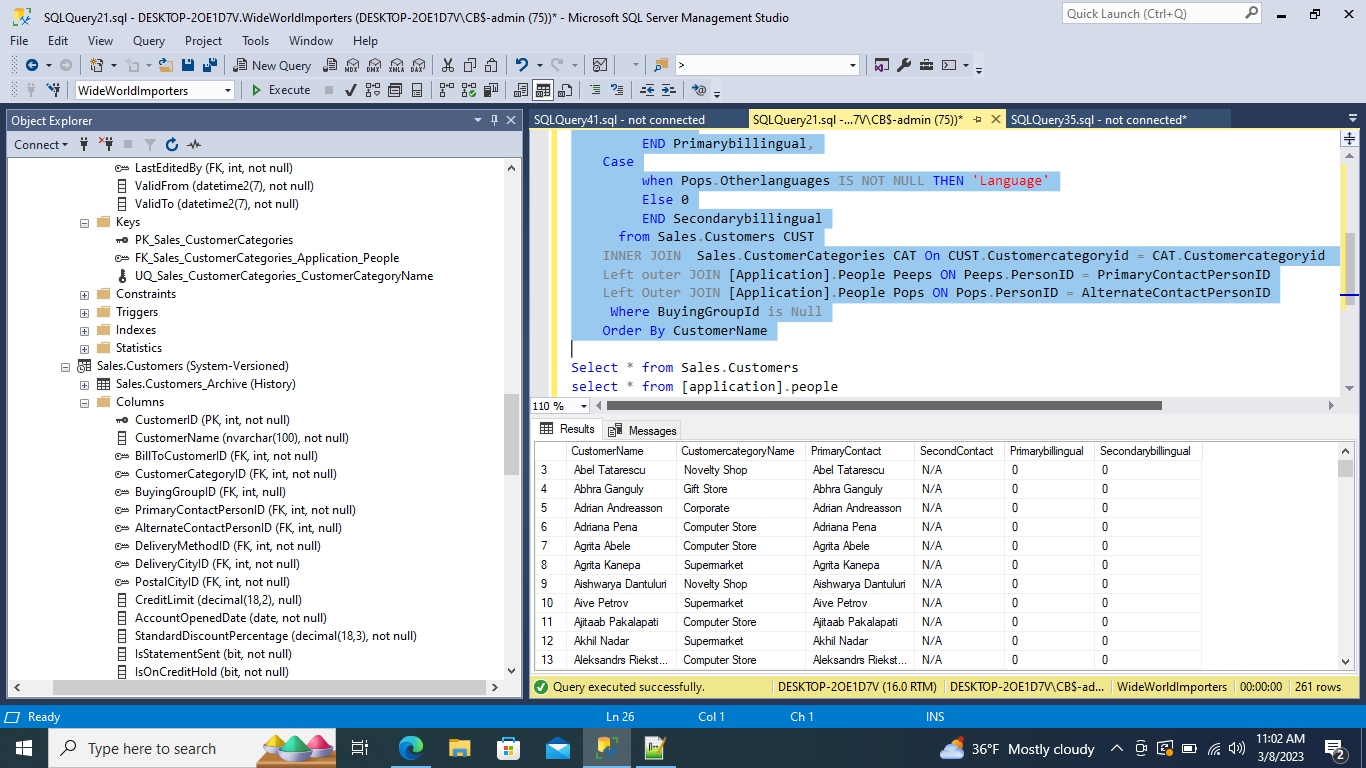 SQLQuery21.sql - DESKTOP-2OE1D7V.WideWorldImporters (DESKTOP-2OE1D7V\CB$-admin (75))* - Microsoft SQL Server Management Studio
Quick Launch (Ctrl+Q)
File Edit View Query Project Tools Window Help
New Query MDX DMX XMLA DAX >
WideWorldImporters Execute
Object Explorer
SQLQuery41.sql - not connected SQLQuery21.sql -...7V\CB$-admin (75))* SQLQuery35.sql - not connected*
Connect
LastEditedBy (FK, int, not null)
ValidFrom (datetime2(7), not null)
ValidTo (datetime2(7), not null)
Keys
PK_Sales_CustomerCategories
FK_Sales_CustomerCategories_Application_People
UQ_Sales_CustomerCategories_CustomerCategoryName
Constraints
Triggers
Indexes
Statistics
Sales.Customers (System-Versioned)
Sales.Customers_Archive (History)
Columns
CustomerID (PK, int, not null)
CustomerName (nvarchar(100), not null)
BillToCustomerID (FK, int, not null)
CustomerCategoryID (FK, int, not null)
BuyingGroupID (FK, int, null)
PrimaryContactPersonID (FK, int, not null)
AlternateContactPersonID (FK, int, null)
DeliveryMethodID (FK, int, not null)
DeliveryCityID (FK, int, not null)
PostalCityID (FK, int, not null)
CreditLimit (decimal(18,2), null)
AccountOpenedDate (date, not null)
StandardDiscountPercentage (decimal(18,3), not null)
IsStatementSent (bit, not null)
IsOnCreditHold (bit, not null)
END Primarybillingual,
Case
when Pops.Otherlanguages IS NOT NULL THEN 'Language'
Else 0
END Secondarybillingual
from Sales.Customers CUST
INNER JOIN Sales.CustomerCategories CAT On CUST.Customercategoryid = CAT.Customercategoryid
Left outer JOIN [Application].People Peeps ON Peeps.PersonID = PrimaryContactPersonID
Left Outer JOIN [Application].People Pops ON Pops.PersonID = AlternateContactPersonID
Where BuyingGroupId is Null
Order By CustomerName
Select * from Sales.Customers
select * from [application].people
110 %
Results Messages
CustomerName CustomercategoryName PrimaryContact SecondContact Primarybillingual Secondarybillingual
3 Abel Tatarescu Novelty Shop Abel Tatarescu N/A 0 0
4 Abhra Ganguly Gift Store Abhra Ganguly N/A 0 0
5 Adrian Andreasson Corporate Adrian Andreasson N/A 0 0
6 Adriana Pena Computer Store Adriana Pena N/A 0 0
7 Agrita Abele Computer Store Agrita Abele N/A 0 0
8 Agrita Kanepa Supermarket Agrita Kanepa N/A 0 0
9 Aishwarya Dantuluri Novelty Shop Aishwarya Dantuluri N/A 0 0
10 Aive Petrov Supermarket Aive Petrov N/A 0 0
11 Ajitaab Pakalapati Computer Store Ajitaab Pakalapati N/A 0 0
12 Akhil Nadar Supermarket Akhil Nadar N/A 0 0
13 Aleksandrs Riekst... Computer Store Aleksandrs Riekst... N/A 0 0
Query executed successfully. DESKTOP-2OE1D7V (16.0 RTM) DESKTOP-2OE1D7V\CB$-ad... WideWorldImporters 00:00:00 261 rows
Ready Ln 26 Col 1 Ch 1 INS
Type here to search 36°F Mostly cloudy 11:02 AM
3/8/2023
2